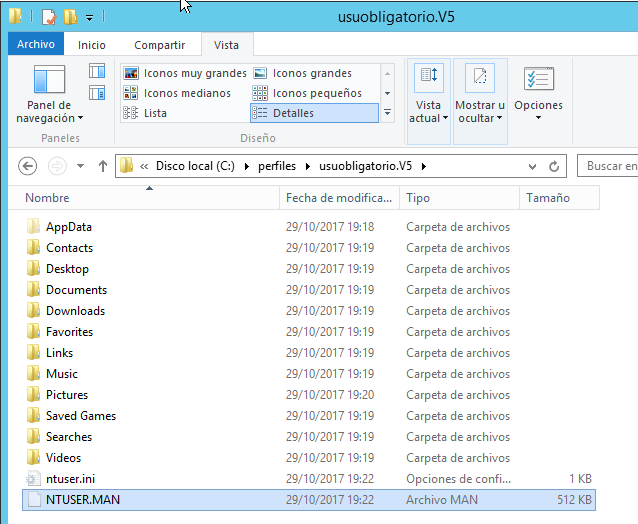 usuobligatorio.V5
Archivo Inicio Compartir Vista
Panel de navegación
Iconos muy grandes Iconos grandes
Iconos medianos Iconos pequeños
Lista Detalles
Vista actual
Mostrar u ocultar
Opciones
Paneles Diseño
« Disco local (C:) perfiles usuobligatorio.V5 Buscar en
Nombre Fecha de modifica... Tipo Tamaño
AppData 29/10/2017 19:18 Carpeta de archivos
Contacts 29/10/2017 19:19 Carpeta de archivos
Desktop 29/10/2017 19:19 Carpeta de archivos
Documents 29/10/2017 19:19 Carpeta de archivos
Downloads 29/10/2017 19:19 Carpeta de archivos
Favorites 29/10/2017 19:19 Carpeta de archivos
Links 29/10/2017 19:19 Carpeta de archivos
Music 29/10/2017 19:19 Carpeta de archivos
Pictures 29/10/2017 19:20 Carpeta de archivos
Saved Games 29/10/2017 19:19 Carpeta de archivos
Searches 29/10/2017 19:19 Carpeta de archivos
Videos 29/10/2017 19:19 Carpeta de archivos
ntuser.ini 29/10/2017 19:22 Opciones de confi... 1 KB
NTUSER.MAN 29/10/2017 19:22 Archivo MAN 512 KB